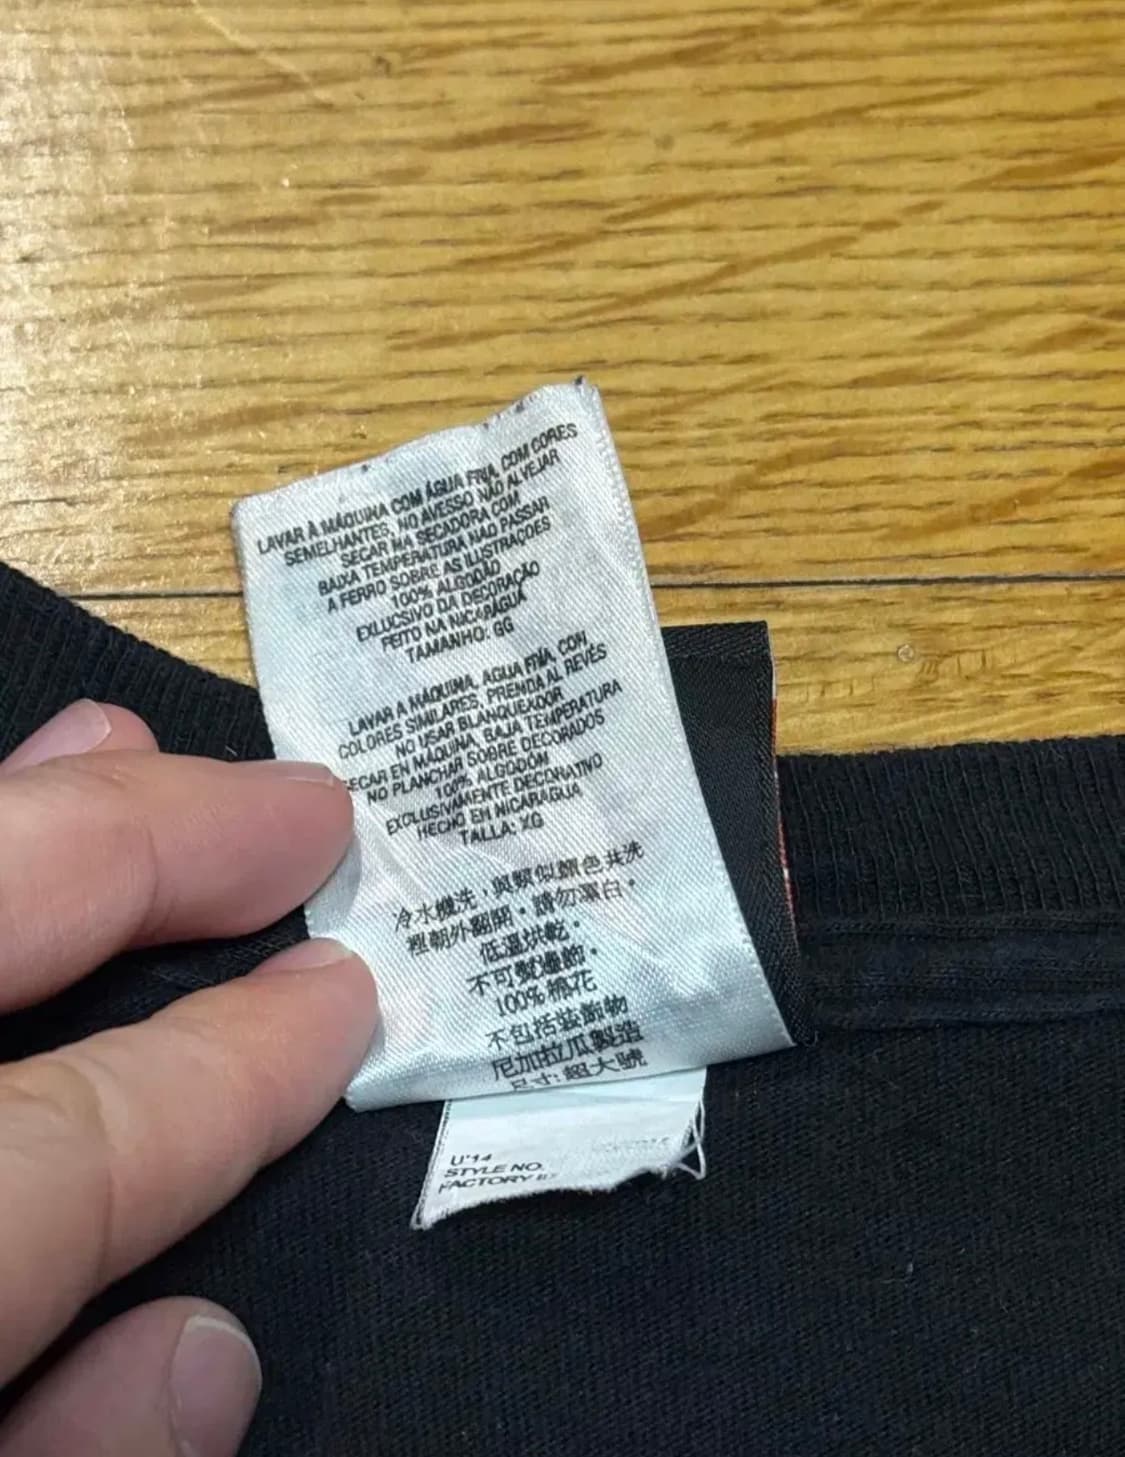 LAVAR À MÁQUINA COM ÁGUA FRIA, COM CORES
SEMELHANTES, NO AVESSO NÃO ALVEJAR
SECAR NA SECADORA COM
BAIXA TEMPERATURA NÃO PASSAR
A FERRO SOBRE AS ILUSTRAÇÕES
100% ALGODÃO
EXLUCSIVO DA DECORAÇÃO
FEITO NA NICARÁGUA
TAMANHO: GG
LAVAR A MÁQUINA, AGUA FRÍA, CON
COLORES SIMILARES, PRENDA AL REVÉS
NO USAR BLANQUEADOR
SECAR EN MÁQUINA, BAJA TEMPERATURA
NO PLANCHAR SOBRE DECORADOS
100% ALGODÓN
EXCLUSIVAMENTE DECORATIVO
HECHO EN NICARAGUA
TALLA: XG
冷水機洗，與類似顏色共洗
裡朝外翻關。請勿漂白。
低溫烘乾。
不可熨燙飾。
100% 棉花
不包括裝飾物
尼加拉瓜製造
尺寸: 超大號
U'14
STYLE NO.
FACTORY